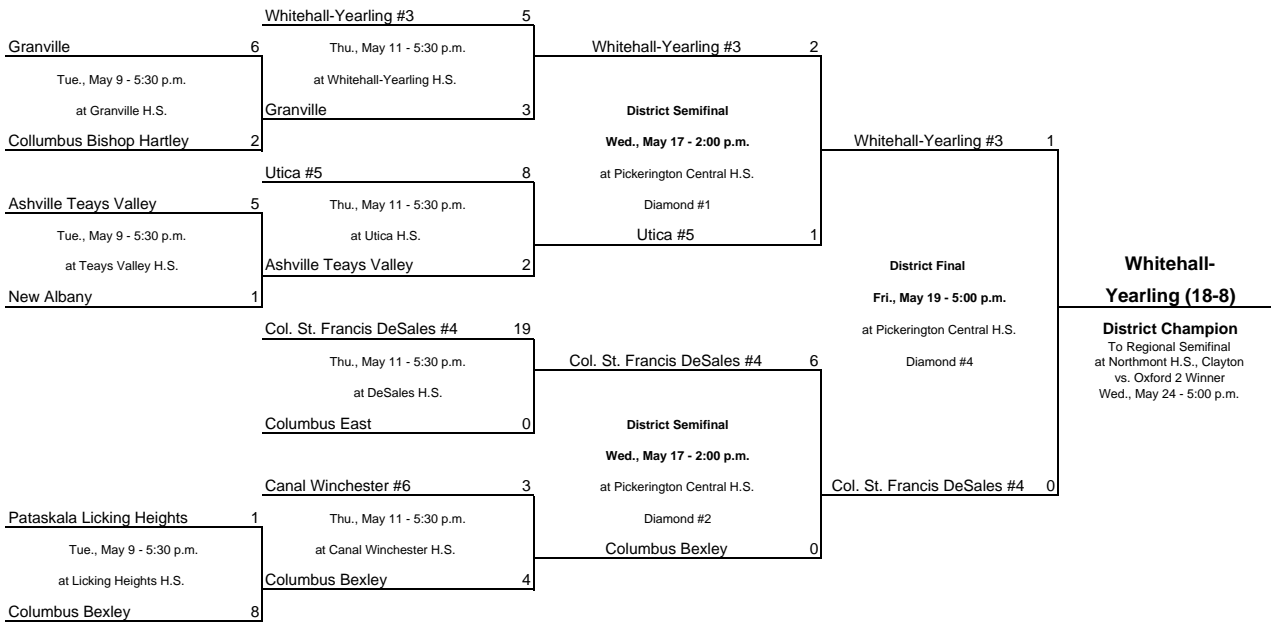 Whitehall-Yearling #3 5
Granville 6
Thu., May 11 - 5:30 p.m.
Whitehall-Yearling #3 2
Tue., May 9 - 5:30 p.m.
at Whitehall-Yearling H.S.
at Granville H.S.
Granville 3
District Semifinal
Collumbus Bishop Hartley 2
Wed., May 17 - 2:00 p.m.
Whitehall-Yearling #3 1
Utica #5 8
at Pickerington Central H.S.
Ashville Teays Valley 5
Thu., May 11 - 5:30 p.m.
Diamond #1
Tue., May 9 - 5:30 p.m.
at Utica H.S.
Utica #5 1
at Teays Valley H.S.
Ashville Teays Valley 2
District Final
Whitehall-
New Albany 1
Fri., May 19 - 5:00 p.m.
Yearling (18-8)
Col. St. Francis DeSales #4 19
at Pickerington Central H.S.
District Champion
To Regional Semifinal
Thu., May 11 - 5:30 p.m.
Col. St. Francis DeSales #4 6
Diamond #4
at Northmont H.S., Clayton
vs. Oxford 2 Winner
at DeSales H.S.
Wed., May 24 - 5:00 p.m.
Columbus East 0
District Semifinal
Wed., May 17 - 2:00 p.m.
Canal Winchester #6 3
at Pickerington Central H.S.
Col. St. Francis DeSales #4 0
Pataskala Licking Heights 1
Thu., May 11 - 5:30 p.m.
Diamond #2
Tue., May 9 - 5:30 p.m.
at Canal Winchester H.S.
Columbus Bexley 0
at Licking Heights H.S.
Columbus Bexley 4
Columbus Bexley 8